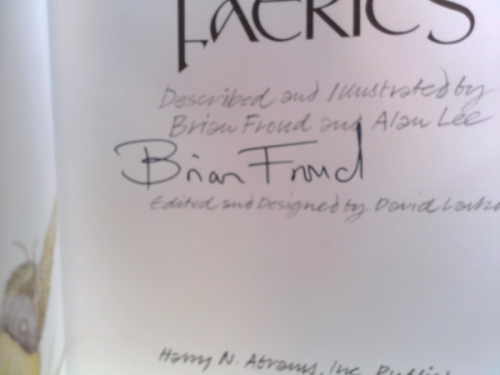 FAERIES
Described and Illustrated by
Brian Froud and Alan Lee
Brian Froud
Edited and Designed by David
Harry N. Abrams, Inc.